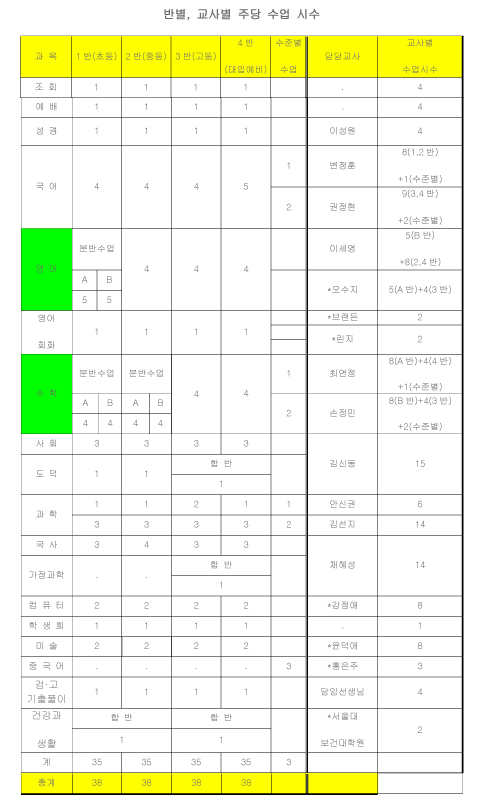 반별, 교사별 주당 수업 시수
과 목 1 반(초등) 2 반(중등) 3 반(고등) 4 반 (대입예비) 수준별 수업 담당교사 교사별 수업시수
조 회 1 1 1 1 . 4
예 배 1 1 1 1 . 4
성 경 1 1 1 1 이성원 4
국 어 4 4 4 5
1 변정훈 8(1,2 반) +1(수준별)
2 권정현 9(3,4 반) +2(수준별)
영 어 분반수업 4 4 4 이세영 5(B 반) +8(2,4 반)
A B
5 5
*오수지 5(A 반)+4(3 반)
영어 회화 1 1 1 1
*브랜든 2
*린지 2
수 학 분반수업 분반수업 4 4
A B A B
4 4 4 4
1 최연정 8(A 반)+4(4 반) +1(수준별)
2 손정민 8(B 반)+4(3 반) +2(수준별)
사 회 3 3 3 3 김신동 15
도 덕 1 1 합 반
1
과 학 1 1 2 1 1 안신권 6
3 3 3 3 2 김선지 14
국 사 3 4 3 3 채혜성 14
가정과학 . . 합 반
1
컴 퓨 터 2 2 2 2 *강정애 8
학 생 회 1 1 1 1 . 1
미 술 2 2 2 2 *윤덕애 8
중 국 어 . . . . 3 *홍은주 3
검·고 기출풀이 1 1 1 1 담임선생님 4
건강과 생활 합 반 합 반 *서울대 보건대학원 2
1 1
계 35 35 35 35 3
총계 38 38 38 38